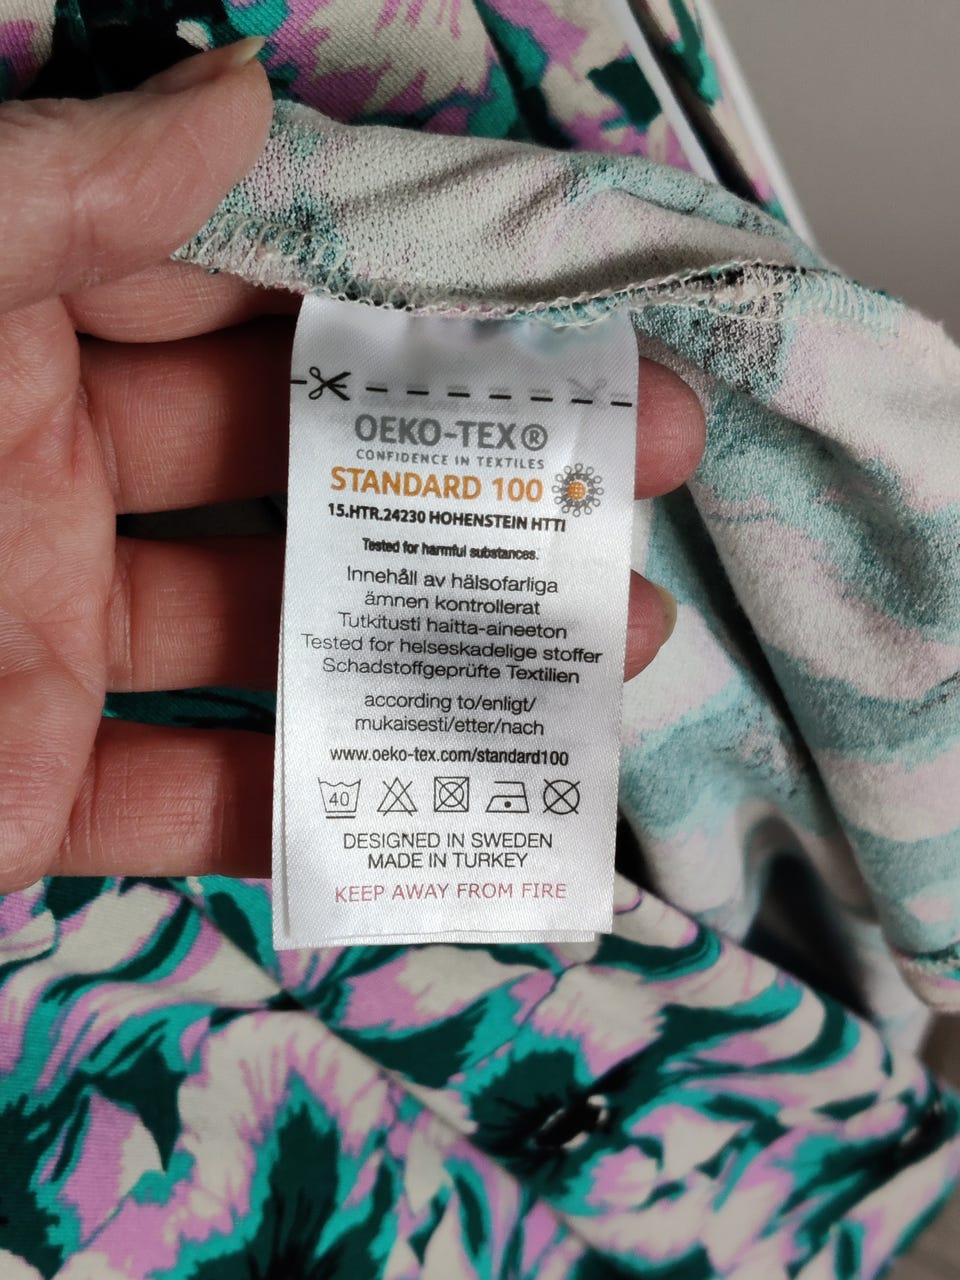 OEKO-TEX®
CONFIDENCE IN TEXTILES
STANDARD 100
15.HTR.24230 HOHENSTEIN HTTI
Tested for harmful substances.
Innehåll av hälsofarliga
ämnen kontrollerat
Tutkitusti haitta-aineeton
Tested for helseskadelige stoffer
Schadstoffgeprüfte Textilien
according to/enligt/
mukaisesti/etter/nach
www.oeko-tex.com/standard100
40
DESIGNED IN SWEDEN
MADE IN TURKEY
KEEP AWAY FROM FIRE